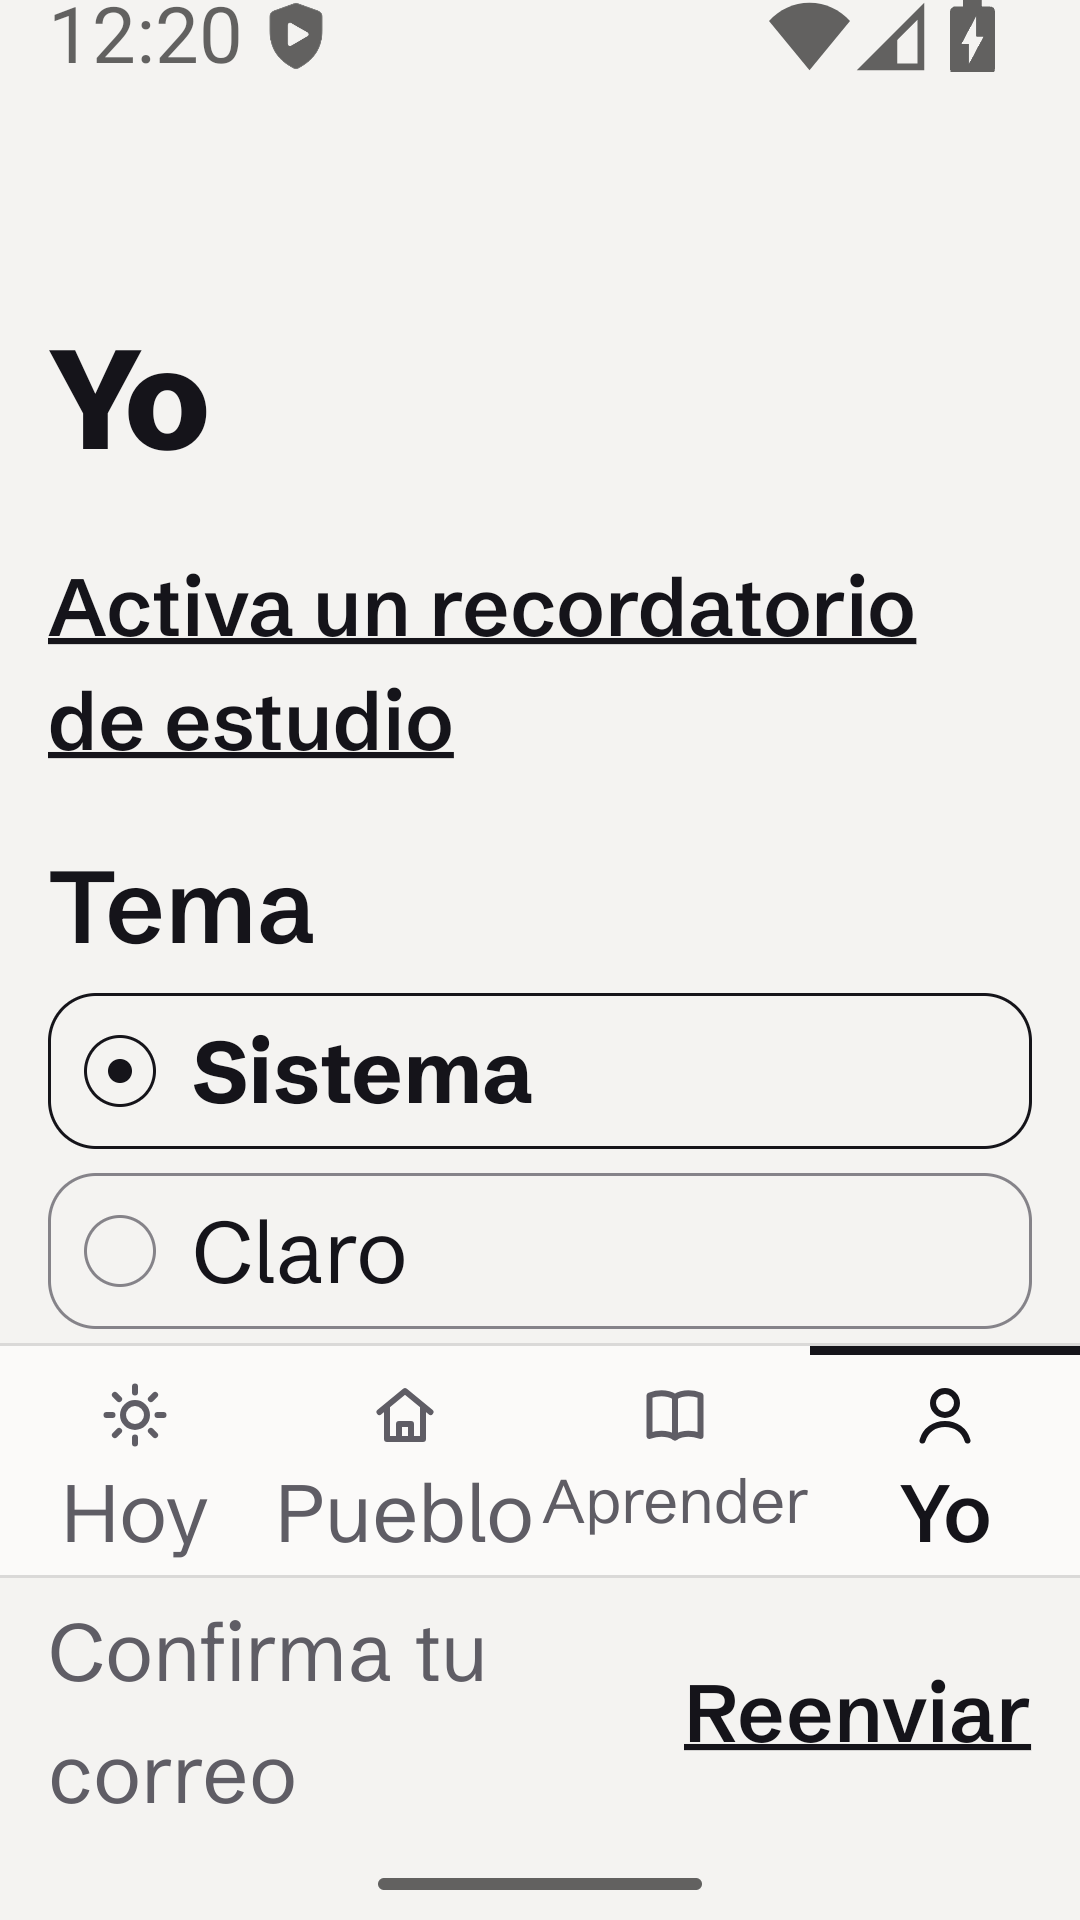 12:20
Yo
Activa un recordatorio
de estudio
Tema
Sistema
Claro
Hoy
Pueblo
Aprender
Yo
Confirma tu
correo
Reenviar